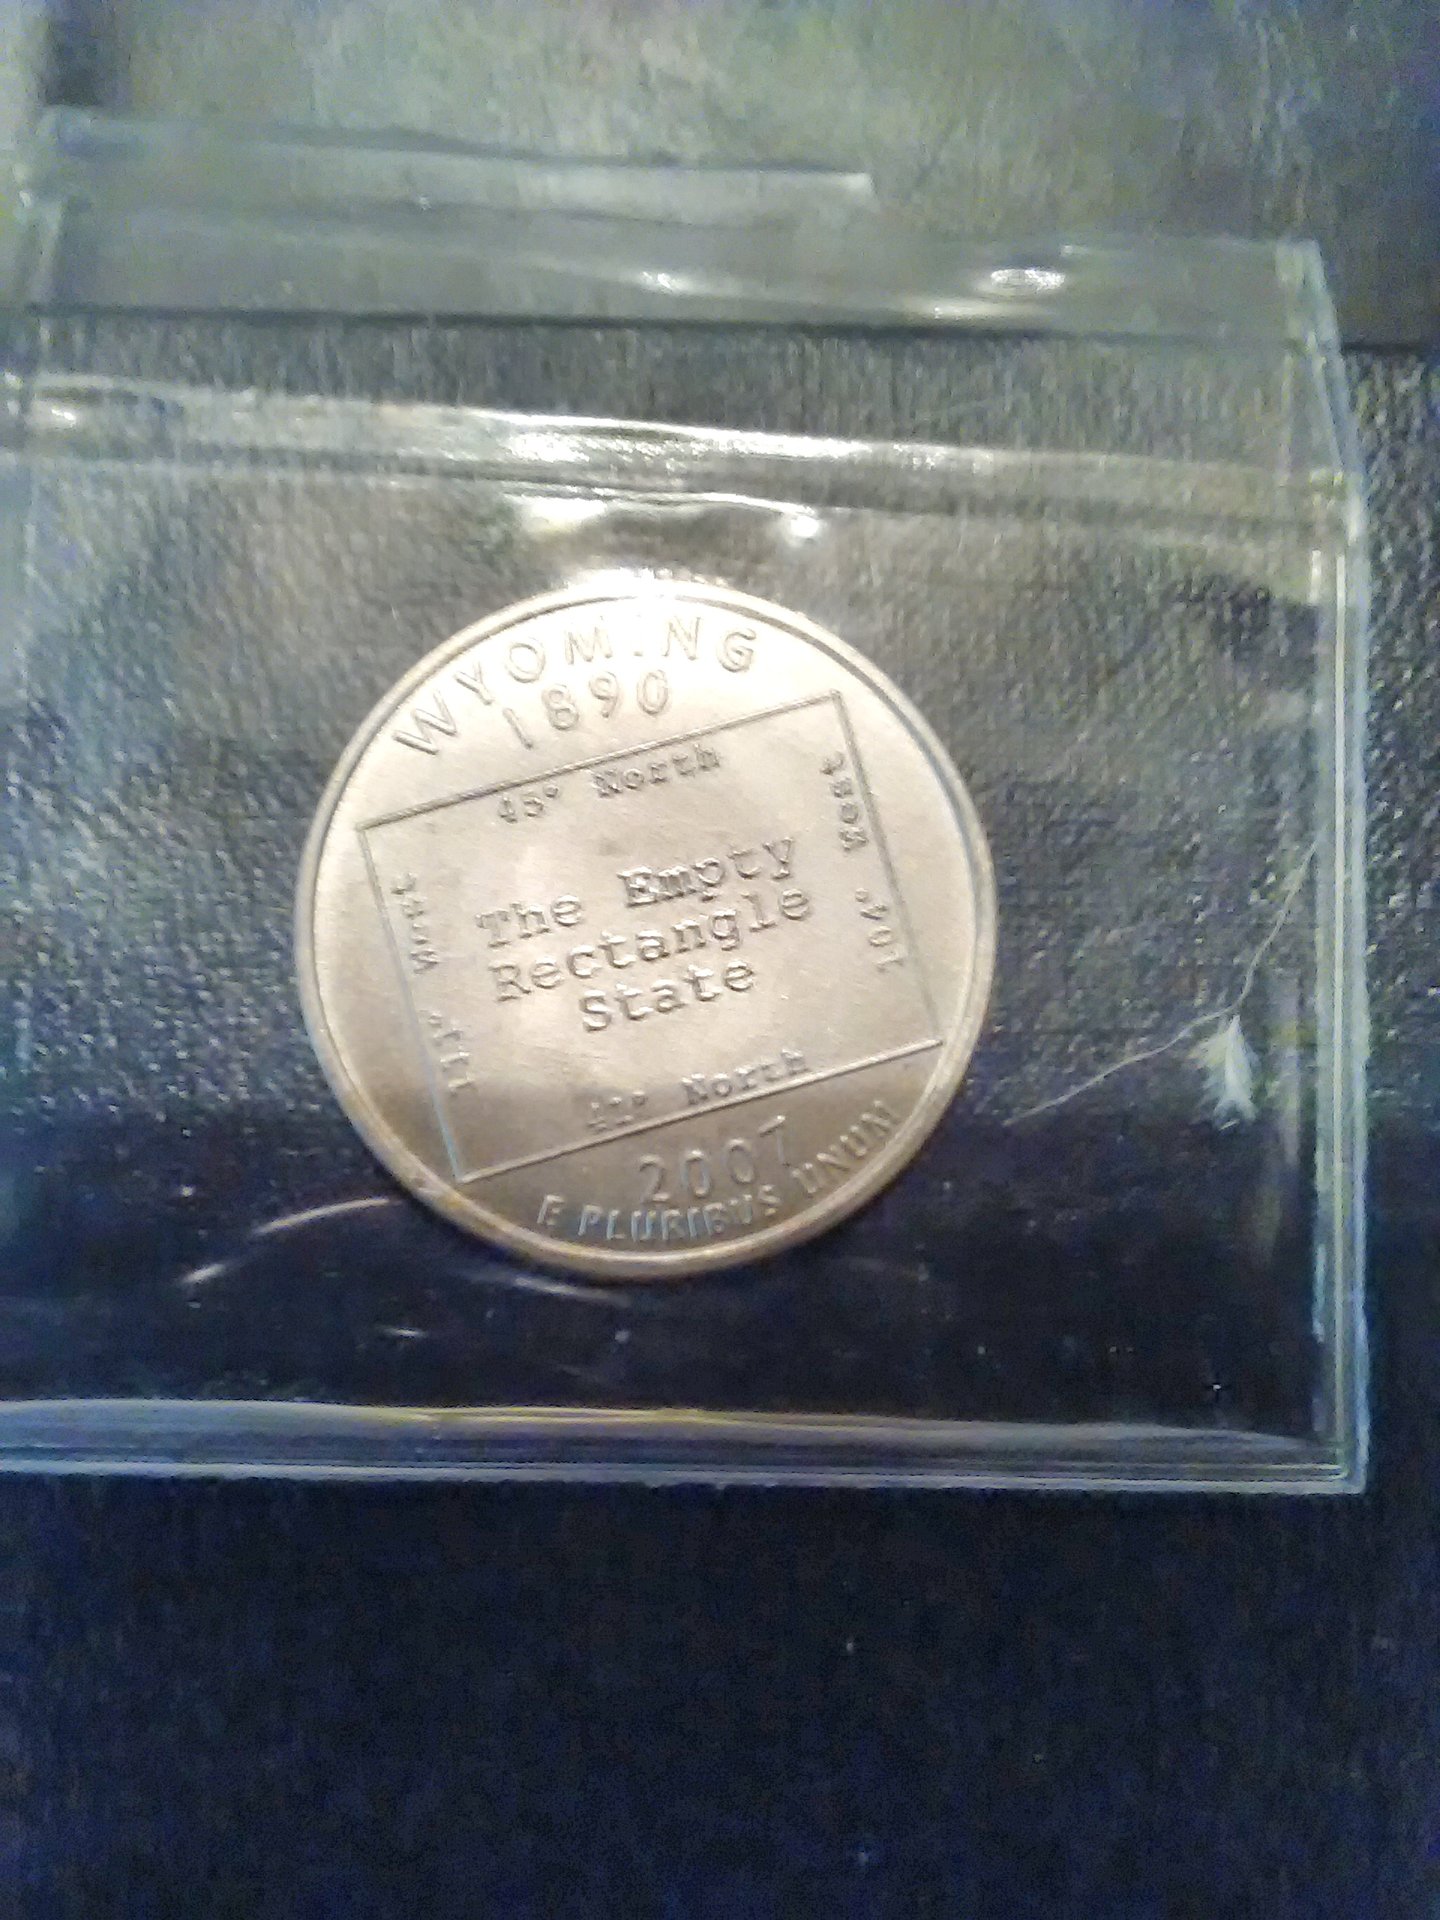 WYOMING
1890
45° North
104° West
The Empty
Rectangle
State
111° West
41° North
2007
E PLURIBUS UNUM